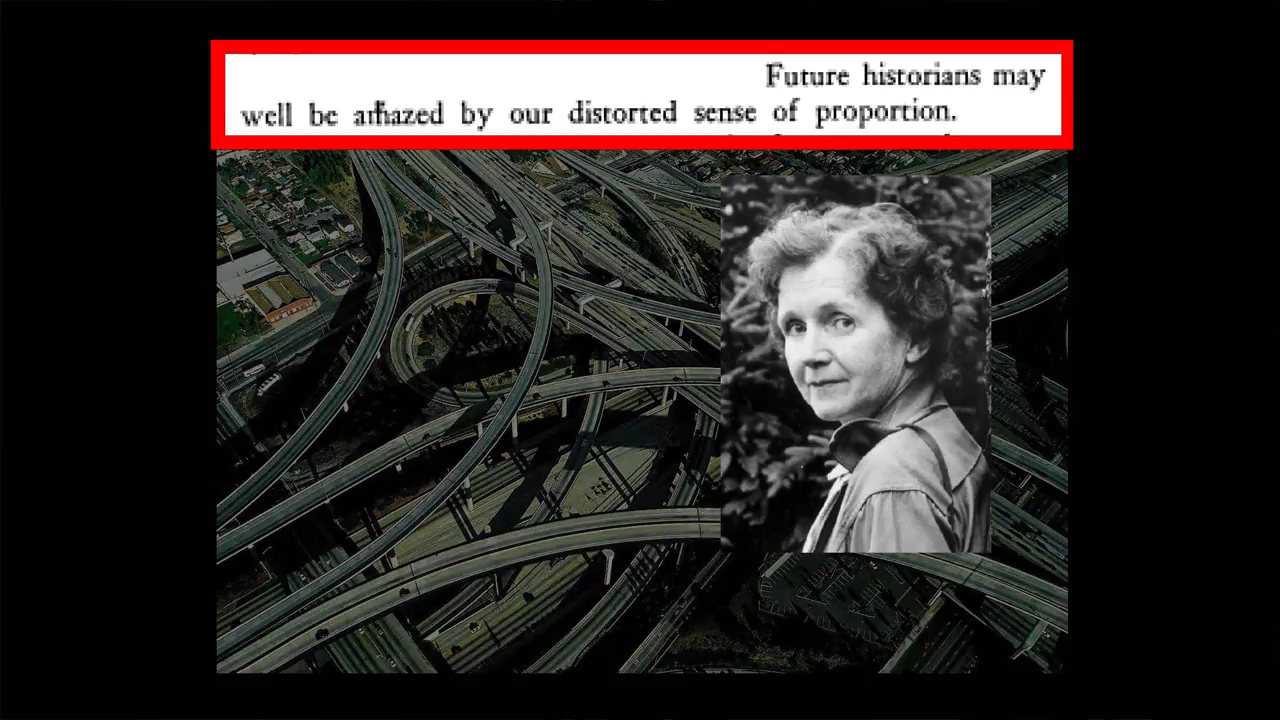 Future historians may
well be amazed by our distorted sense of proportion.